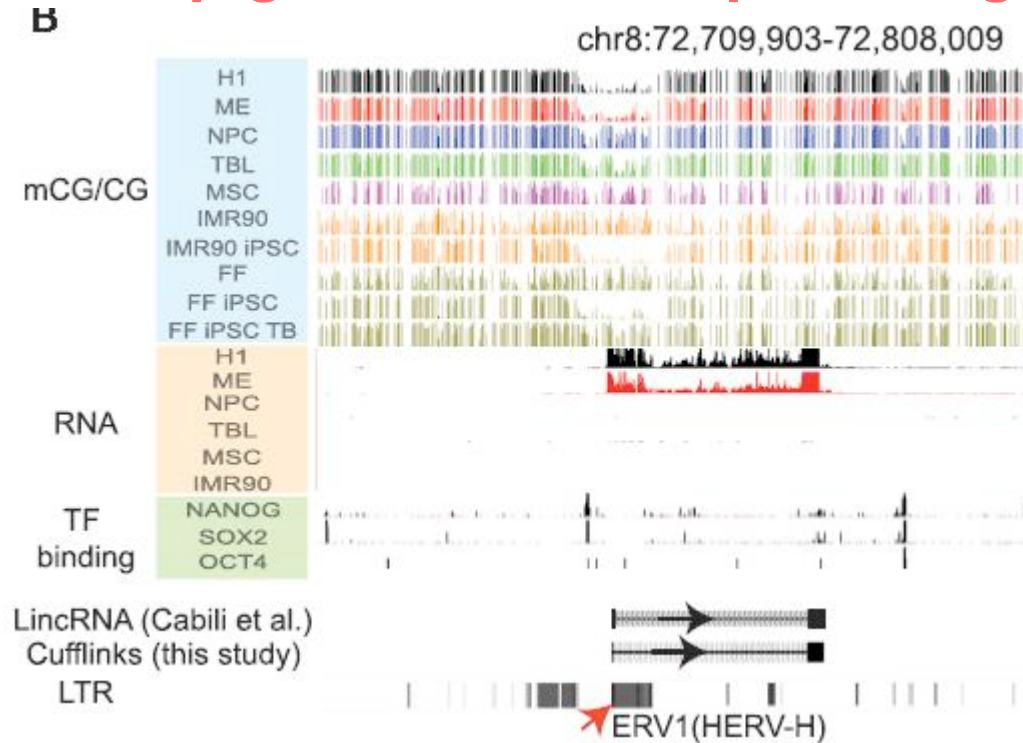 B
chr8:72,709,903-72,808,009
mCG/CG
H1
ME
NPC
TBL
MSC
IMR90
IMR90 iPSC
FF
FF iPSC
FF iPSC TB
RNA
H1
ME
NPC
TBL
MSC
IMR90
TF
binding
NANOG
SOX2
OCT4
LincRNA (Cabili et al.)
Cufflinks (this study)
LTR
ERV1(HERV-H)